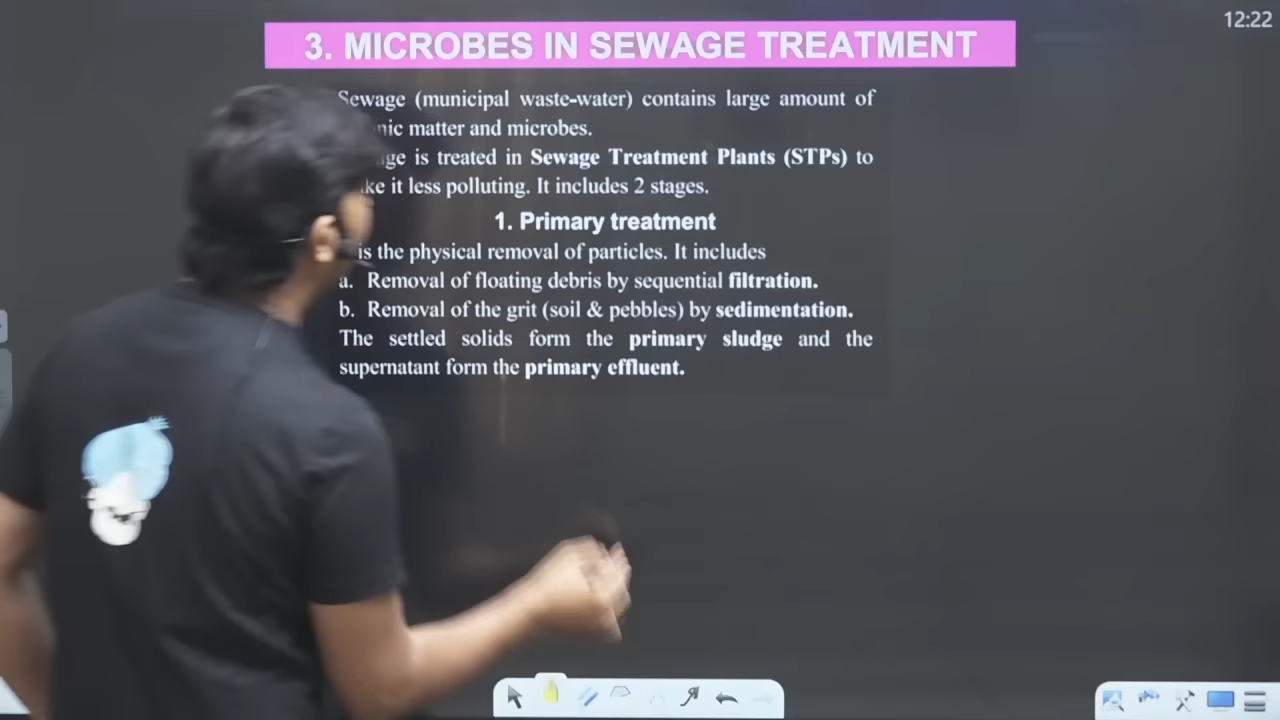 12:22
3. MICROBES IN SEWAGE TREATMENT
Sewage (municipal waste-water) contains large amount of
matter and microbes.
is treated in Sewage Treatment Plants (STPs) to
it less polluting. It includes 2 stages.
1. Primary treatment
is the physical removal of particles. It includes
a. Removal of floating debris by sequential filtration.
b. Removal of the grit (soil & pebbles) by sedimentation.
The settled solids form the primary sludge and the
supernatant form the primary effluent.